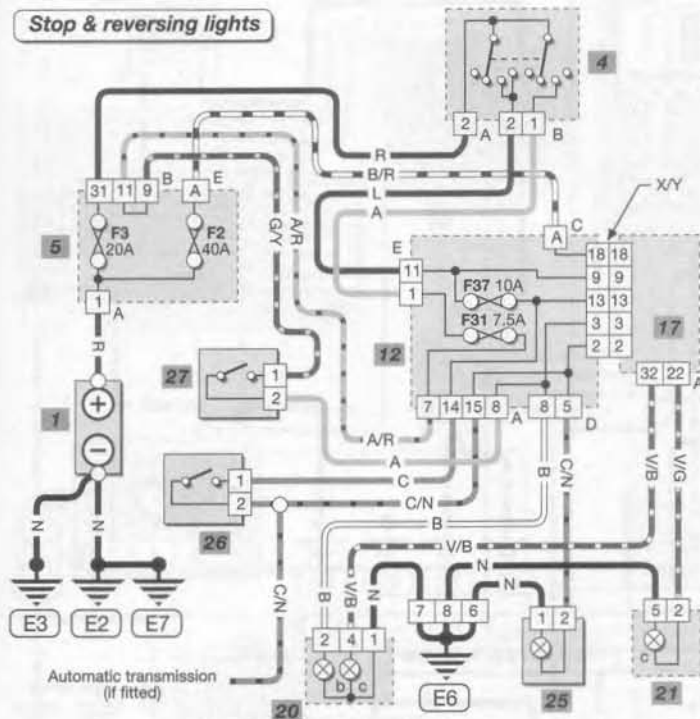 Stop & reversing lights
4
2 A 2 1 B
R
B/R
X/Y
L
A
31 11 9 B A E
G/Y
A/R
C
A
E
18 18
5
F3
20A
F2
40A
11
F37 10A
9 9
1
13 13
F31 7.5A
3 3
17
1 A
12
2 2
R
27
1
2
32 22 A
7 14 15 8 A 8 5 D
1
+
−
A/R
A
C
B
C/N
V/B
V/G
26
1
2
C/N
B
N
N
V/B
N
C/N
B
V/B
N
N
7 8 6
1 2
5 2
E3
E2
E7
2 4 1
c
Automatic transmission
(if fitted)
b c
20
E6
25
21